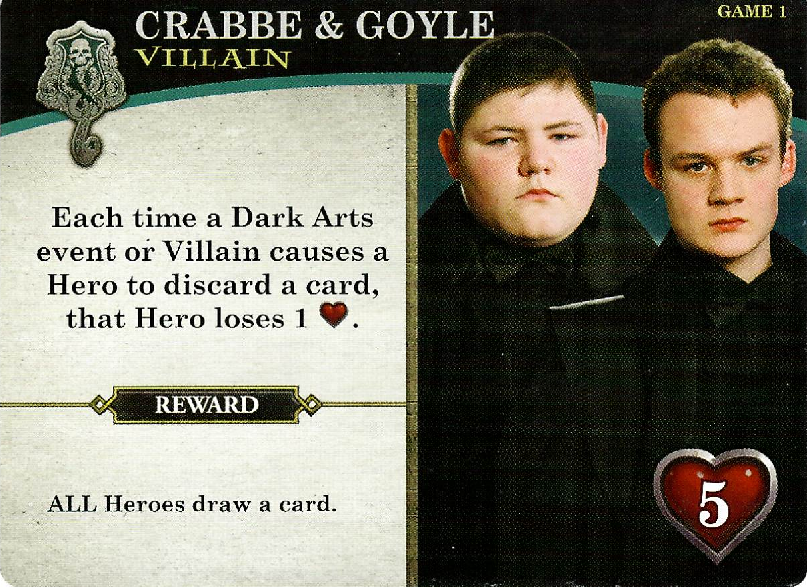 CRABBE & GOYLE
GAME 1
VILLAIN
Each time a Dark Arts
event or Villain causes a
Hero to discard a card,
that Hero loses 1 ❤.
REWARD
ALL Heroes draw a card.
5